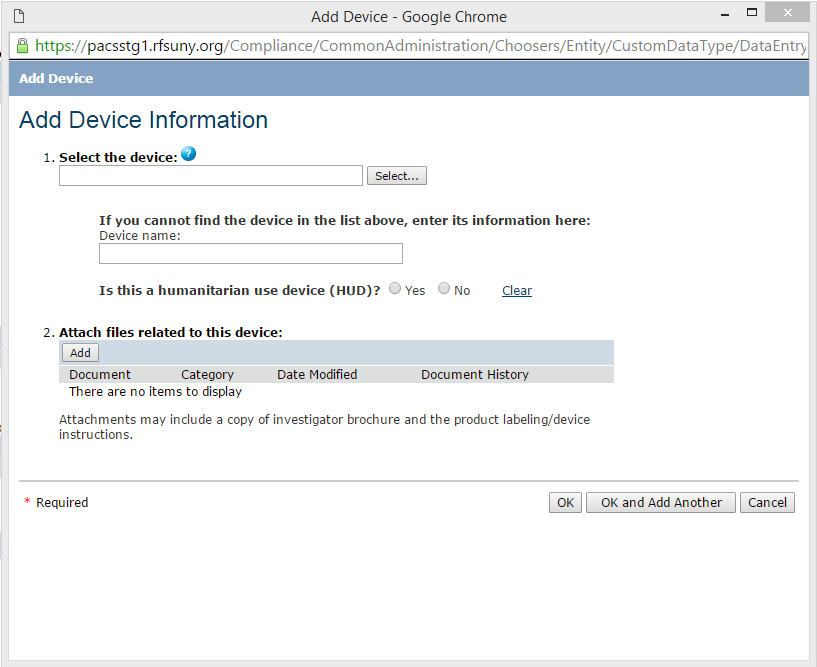 Add Device - Google Chrome
https://pacsstg1.rfsuny.org/Compliance/CommonAdministration/Choosers/Entity/CustomDataType/DataEntry
Add Device
Add Device Information
1. Select the device: ?
Select...
If you cannot find the device in the list above, enter its information here:
Device name:
Is this a humanitarian use device (HUD)? Yes No Clear
2. Attach files related to this device:
Add
Document Category Date Modified Document History
There are no items to display
Attachments may include a copy of investigator brochure and the product labeling/device
instructions.
* Required OK OK and Add Another Cancel